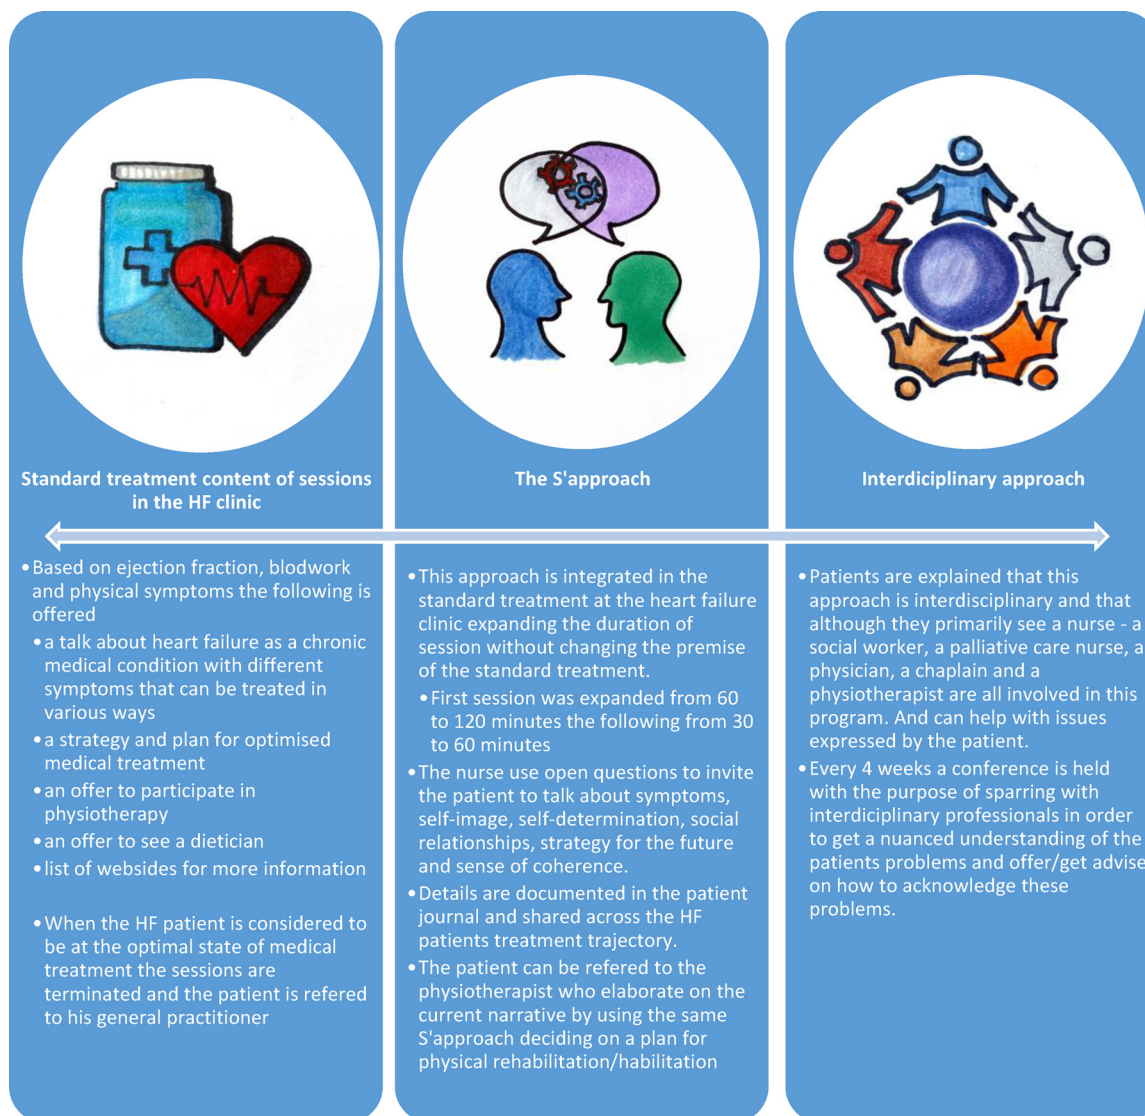 Standard treatment content of sessions
in the HF clinic
•Based on ejection fraction, blodwork
and physical symptoms the following is
offered
•a talk about heart failure as a chronic
medical condition with different
symptoms that can be treated in
various ways
•a strategy and plan for optimised
medical treatment
•an offer to participate in
physiotherapy
•an offer to see a dietician
•list of websides for more information
•When the HF patient is considered to
be at the optimal state of medical
treatment the sessions are
terminated and the patient is refered
to his general practitioner
The S'approach
•This approach is integrated in the
standard treatment at the heart failure
clinic expanding the duration of
session without changing the premise
of the standard treatment.
•First session was expanded from 60
to 120 minutes the following from 30
to 60 minutes
•The nurse use open questions to invite
the patient to talk about symptoms,
self-image, self-determination, social
relationships, strategy for the future
and sense of coherence.
•Details are documented in the patient
journal and shared across the HF
patients treatment trajectory.
•The patient can be refered to the
physiotherapist who elaborate on the
current narrative by using the same
S'approach deciding on a plan for
physical rehabilitation/habilitation
Interdiciplinary approach
•Patients are explained that this
approach is interdisciplinary and that
although they primarily see a nurse - a
social worker, a palliative care nurse, a
physician, a chaplain and a
physiotherapist are all involved in this
program. And can help with issues
expressed by the patient.
•Every 4 weeks a conference is held
with the purpose of sparring with
interdiciplinary professionals in order
to get a nuanced understanding of the
patients problems and offer/get advise
on how to acknowledge these
problems.